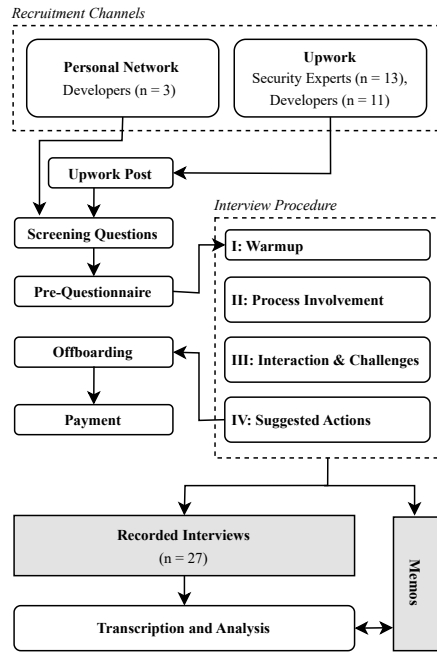 Recruitment Channels
Personal Network
Developers (n = 3)
Upwork
Security Experts (n = 13),
Developers (n = 11)
Upwork Post
Screening Questions
Pre-Questionnaire
Interview Procedure
I: Warmup
II: Process Involvement
III: Interaction & Challenges
IV: Suggested Actions
Offboarding
Payment
Recorded Interviews
(n = 27)
Memos
Transcription and Analysis